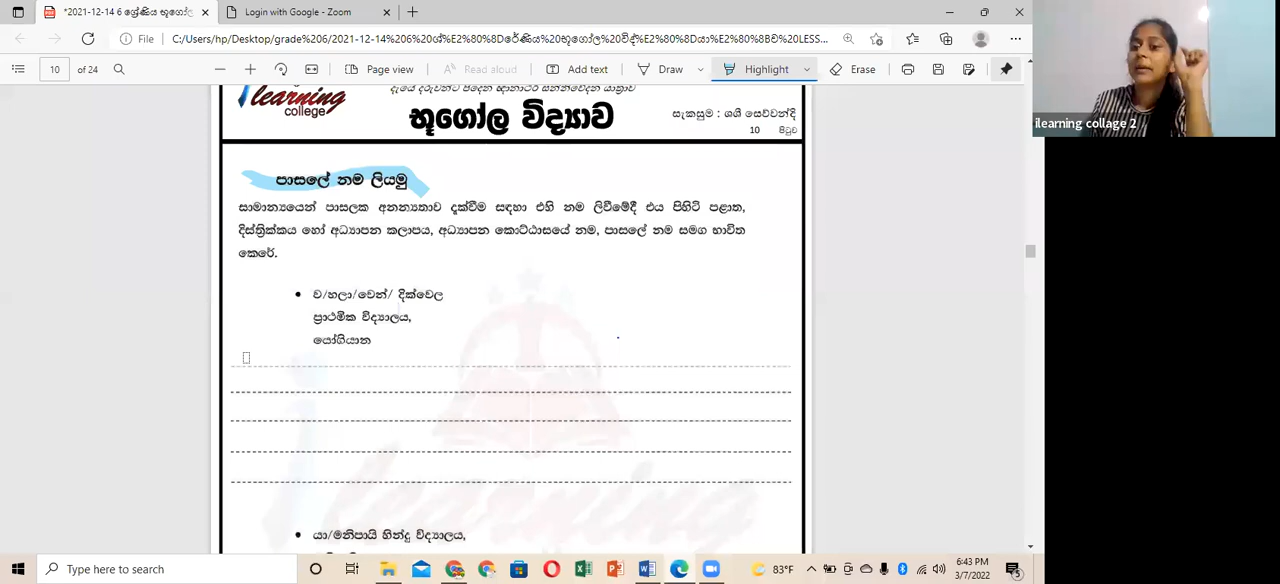 *2021-12-14 6 ශ්‍රේණිය භූගෝල
Login with Google - Zoom
File
C:/Users/hp/Desktop/grade%206/2021-12-14%206%20ශ්%E2%80%8Dරේණිය%20භූගෝල%20විද්%E2%80%8Dයා%E2%80%8Bව%20LESS...
10 of 24
Page view
Read aloud
Add text
Draw
Highlight
Erase
learning
college
භූගෝල විද්‍යාව
සැකසුම : ශශී සෙව්වන්දි
10 පිටුව
ilearning collage 2
පාසලේ නම ලියමු
සාමාන්‍යයෙන් පාසලක අනන්‍යතාව දැක්වීම සඳහා එහි නම ලිවීමේදී එය පිහිටි පළාත,
දිස්ත්‍රික්කය හෝ අධ්‍යාපන කලාපය, අධ්‍යාපන කොට්ඨාසයේ නම, පාසලේ නම සමග භාවිත
කෙරේ.
• ව/හලා/වෙන්/ දික්වෙල
ප්‍රාථමික විද්‍යාලය,
යෝගියාන
learning
• යා/මනිපායි හින්දු විද්‍යාලය,
Type here to search
83°F
6:43 PM
3/7/2022